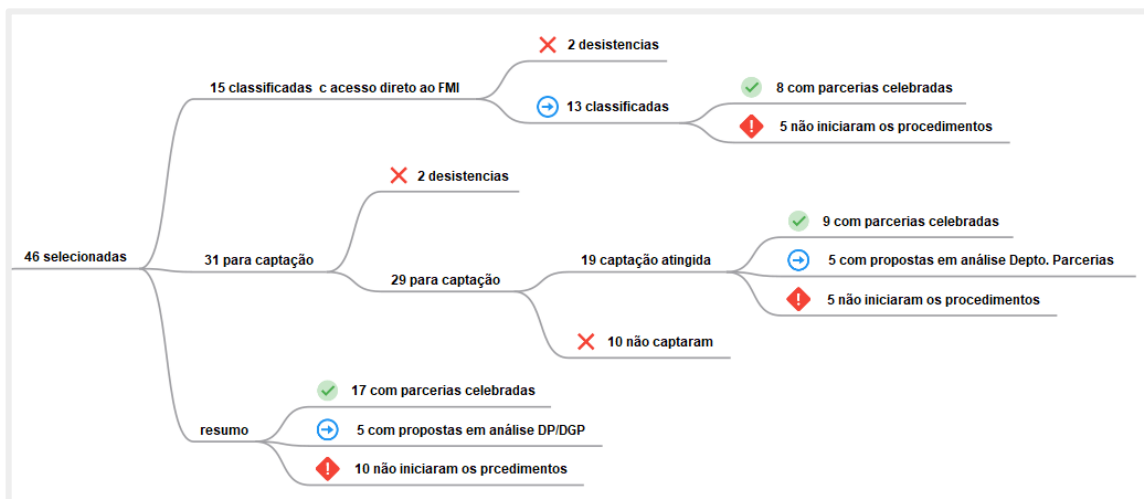 46 selecionadas
15 classificadas c acesso direto ao FMI
2 desistencias
13 classificadas
8 com parcerias celebradas
5 não iniciaram os procedimentos
31 para captação
2 desistencias
29 para captação
19 captação atingida
9 com parcerias celebradas
5 com propostas em análise Depto. Parcerias
5 não iniciaram os procedimentos
10 não captaram
resumo
17 com parcerias celebradas
5 com propostas em análise DP/DGP
10 não iniciaram os prcedimentos